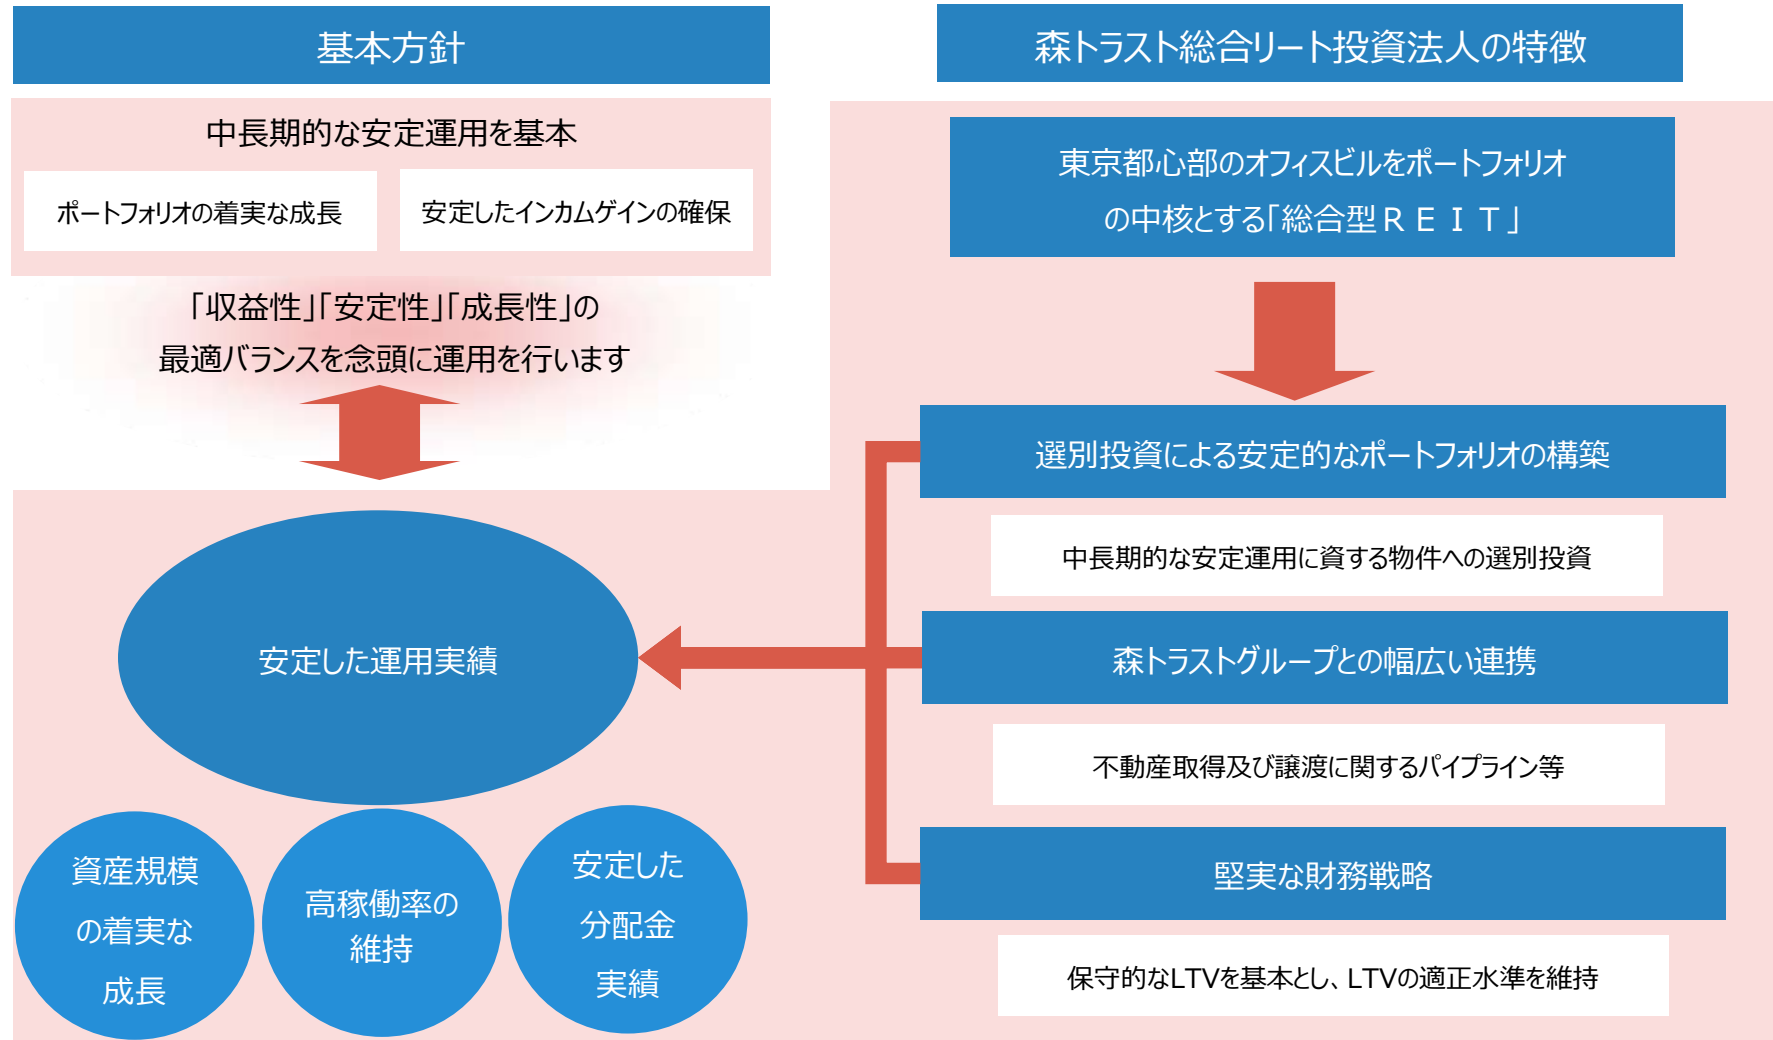 基本方針
中長期的な安定運用を基本
ポートフォリオの着実な成長
安定したインカムゲインの確保
「収益性」「安定性」「成長性」の
最適バランスを念頭に運用を行います
安定した運用実績
資産規模
の着実な
成長
高稼働率の
維持
安定した
分配金
実績
森トラスト総合リート投資法人の特徴
東京都心部のオフィスビルをポートフォリオ
の中核とする「総合型ＲＥＩＴ」
選別投資による安定的なポートフォリオの構築
中長期的な安定運用に資する物件への選別投資
森トラストグループとの幅広い連携
不動産取得及び譲渡に関するパイプライン等
堅実な財務戦略
保守的なLTVを基本とし、LTVの適正水準を維持